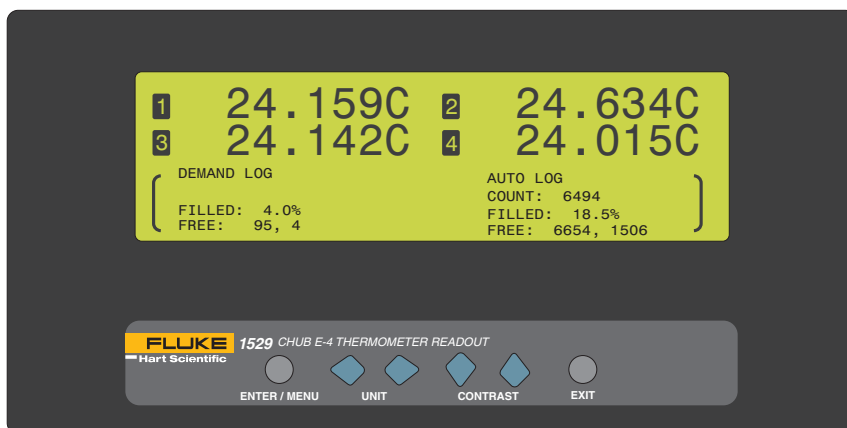 1 24.159C 2 24.634C
3 24.142C 4 24.015C
DEMAND LOG
FILLED: 4.0%
FREE: 95, 4
AUTO LOG
COUNT: 6494
FILLED: 18.5%
FREE: 6654, 1506
FLUKE
Hart Scientific
1529 CHUB E-4 THERMOMETER READOUT
ENTER / MENU UNIT CONTRAST EXIT